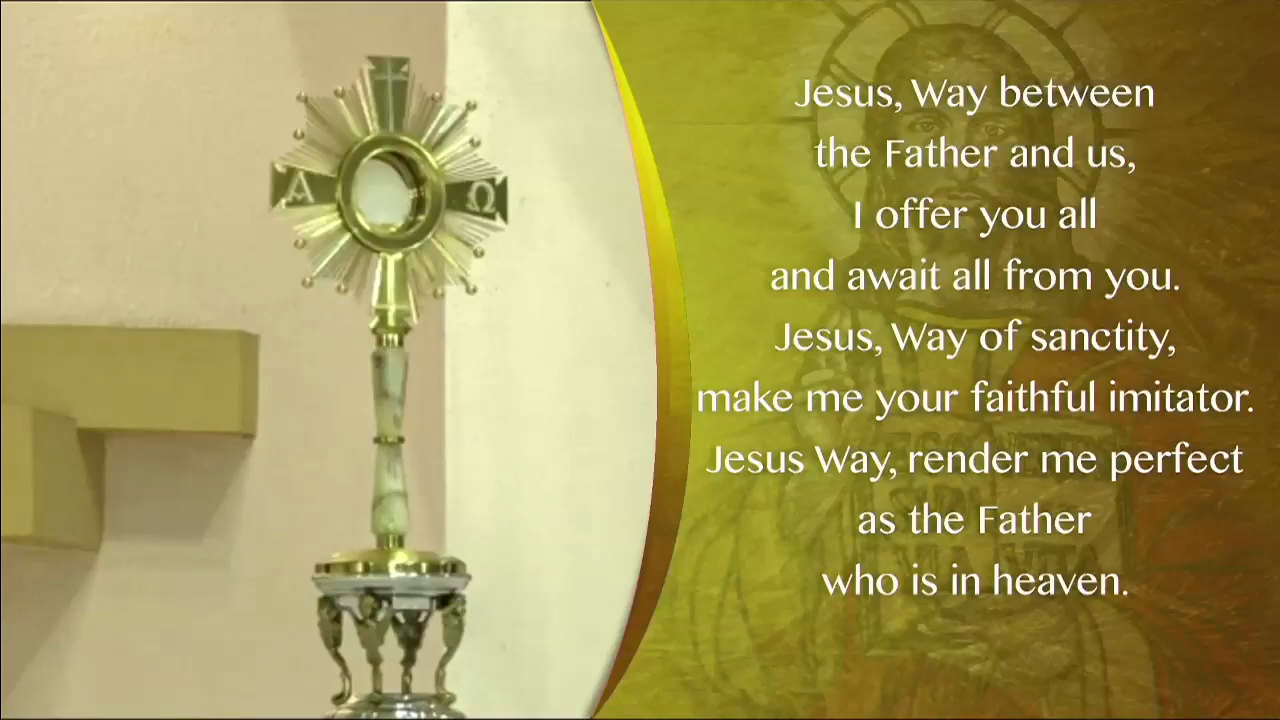 Α
Ω
Jesus, Way between
the Father and us,
I offer you all
and await all from you.
Jesus, Way of sanctity,
make me your faithful imitator.
Jesus Way, render me perfect
as the Father
who is in heaven.